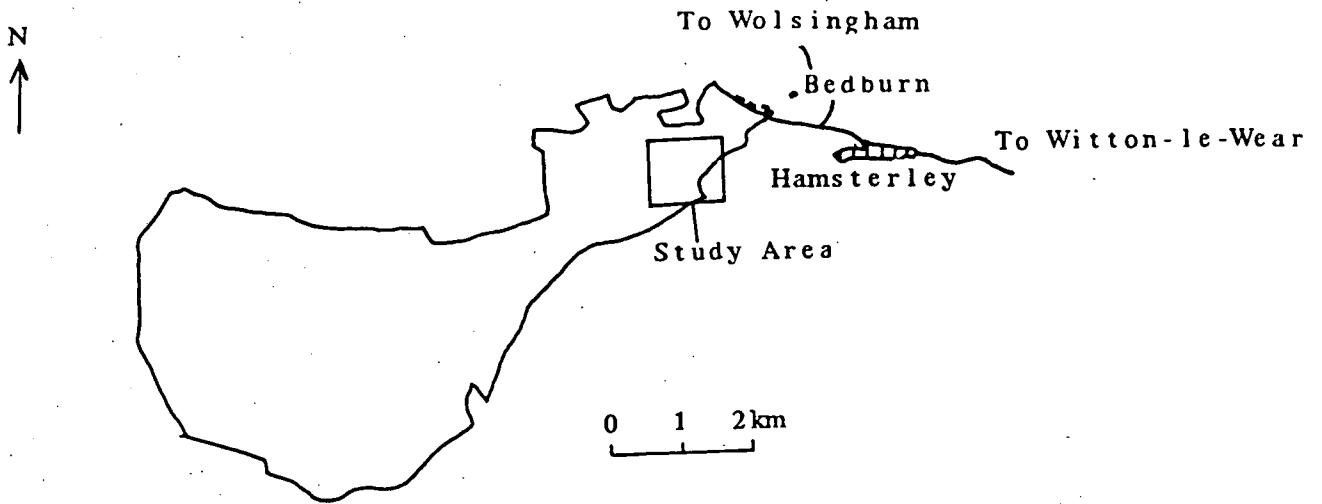 To Wolsingham
N
Bedburn
To Witton-le-Wear
Hamsterley
Study Area
0 1 2km